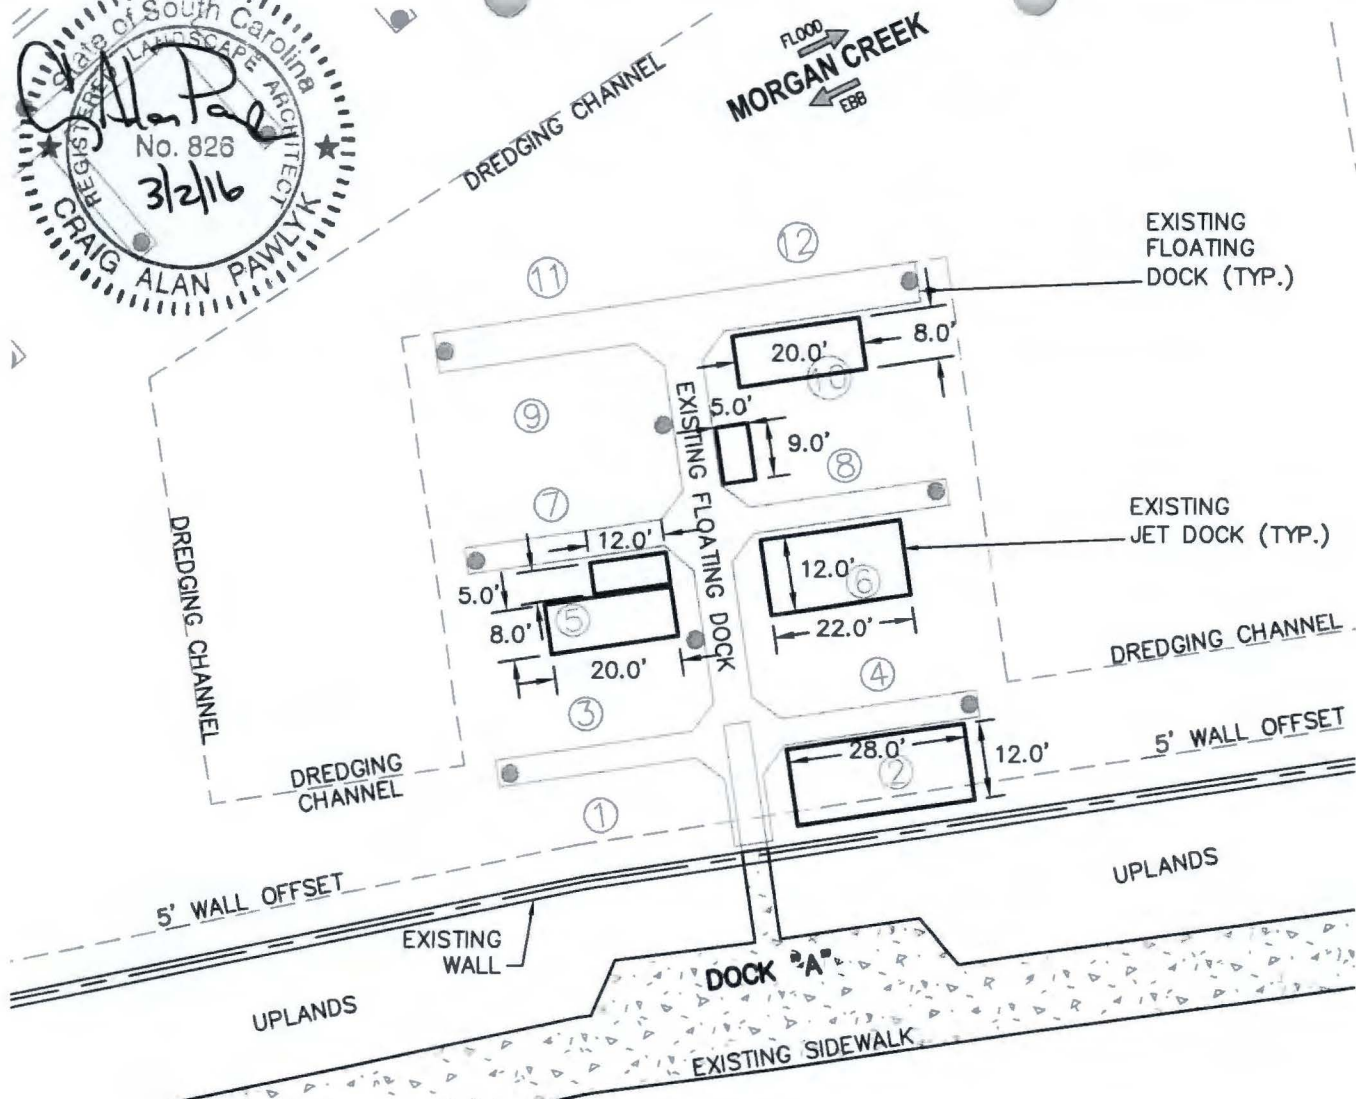 State of South Carolina
REGISTERED LANDSCAPE ARCHITECT
No. 826
3/2/16
CRAIG ALAN PAWLYK
FLOOD
MORGAN CREEK
EBB
DREDGING CHANNEL
EXISTING
FLOATING
DOCK (TYP.)
12
11
20.0'
8.0'
10
9
5.0'
9.0'
8
EXISTING FLOATING DOCK
7
12.0'
EXISTING
JET DOCK (TYP.)
5.0'
12.0'
6
8.0'
5
22.0'
20.0'
DREDGING CHANNEL
DREDGING CHANNEL
4
3
5' WALL OFFSET
28.0'
12.0'
2
DREDGING
CHANNEL
1
5' WALL OFFSET
UPLANDS
EXISTING
WALL
DOCK "A"
UPLANDS
EXISTING SIDEWALK